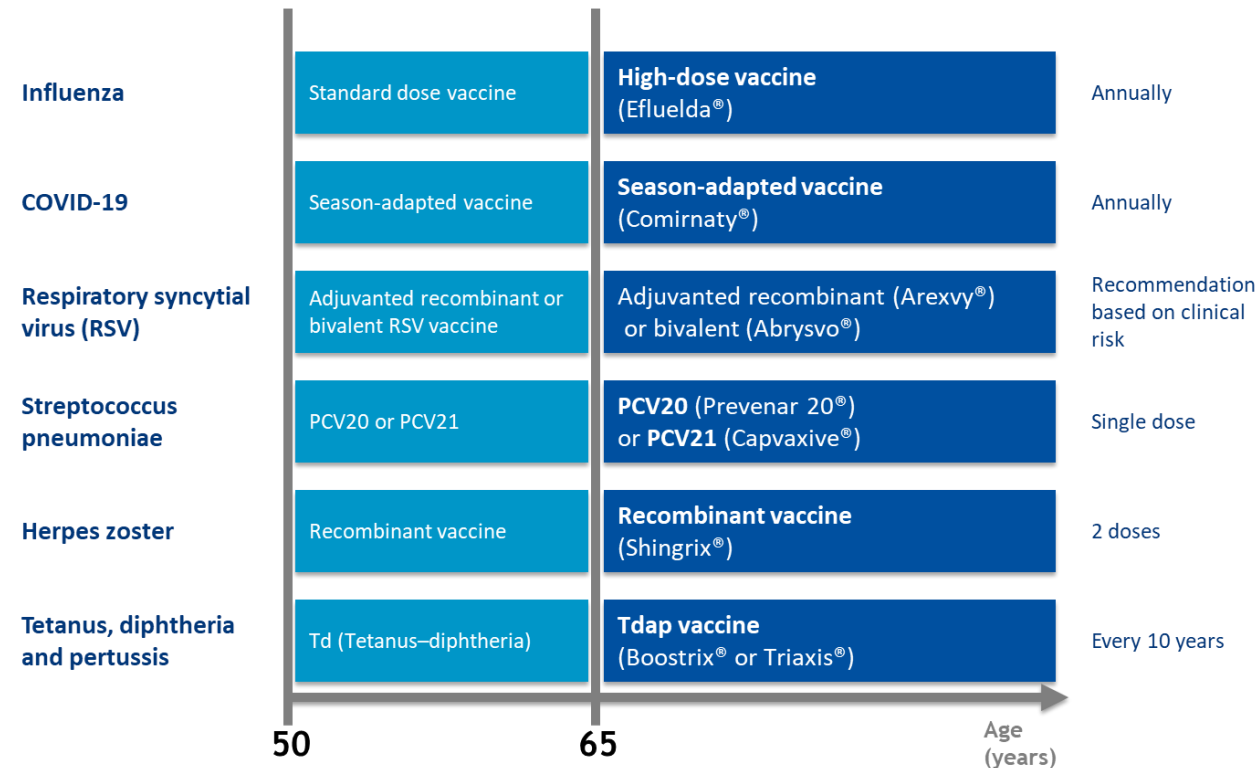 Influenza
Standard dose vaccine
High-dose vaccine
(Efluelda®)
Annually
COVID-19
Season-adapted vaccine
Season-adapted vaccine
(Comirnaty®)
Annually
Respiratory syncytial
virus (RSV)
Adjuvanted recombinant or
bivalent RSV vaccine
Adjuvanted recombinant (Arexvy®)
or bivalent (Abrysvo®)
Recommendation
based on clinical
risk
Streptococcus
pneumoniae
PCV20 or PCV21
PCV20 (Prevenar 20®)
or PCV21 (Capvaxive®)
Single dose
Herpes zoster
Recombinant vaccine
Recombinant vaccine
(Shingrix®)
2 doses
Tetanus, diphtheria
and pertussis
Td (Tetanus–diphtheria)
Tdap vaccine
(Boostrix® or Triaxis®)
Every 10 years
50
65
Age
(years)